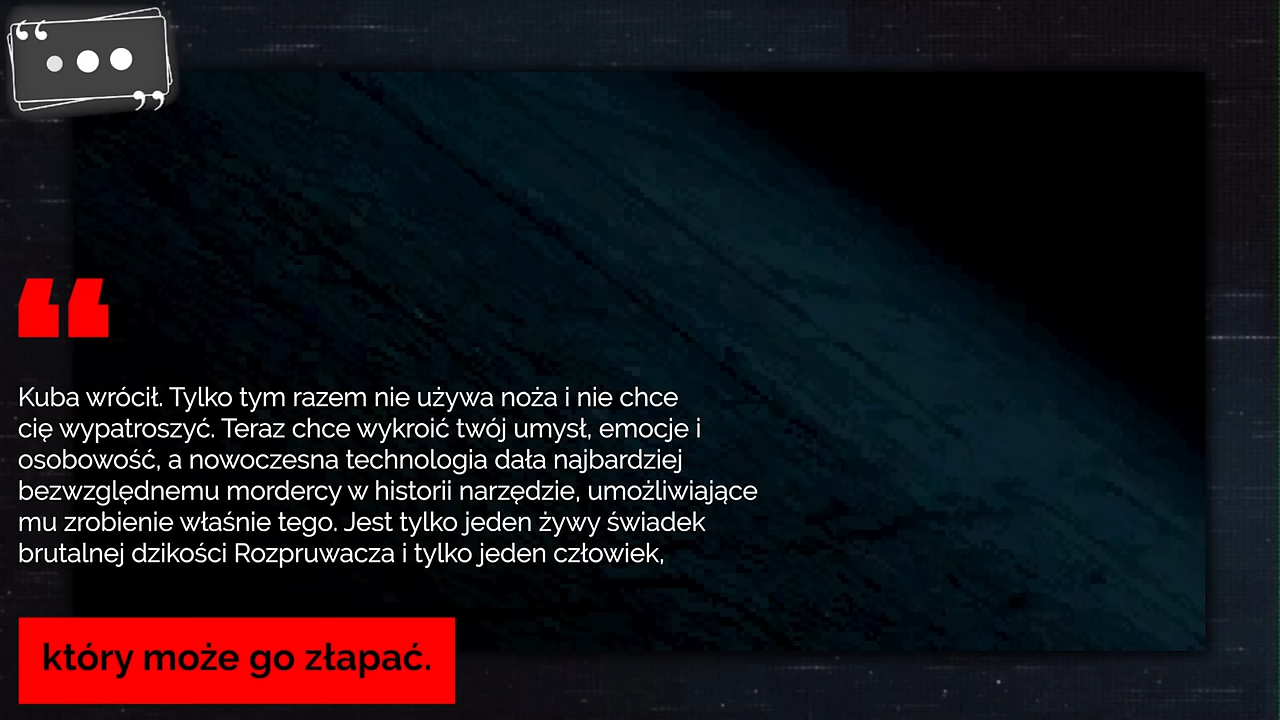 Kuba wrócił. Tylko tym razem nie używa noża i nie chce
cię wypatroszyć. Teraz chce wykroić twój umysł, emocje i
osobowość, a nowoczesna technologia dała najbardziej
bezwzględnemu mordercy w historii narzędzie, umożliwiające
mu zrobienie właśnie tego. Jest tylko jeden żywy świadek
brutalnej dzikości Rozpruwacza i tylko jeden człowiek,
który może go złapać.